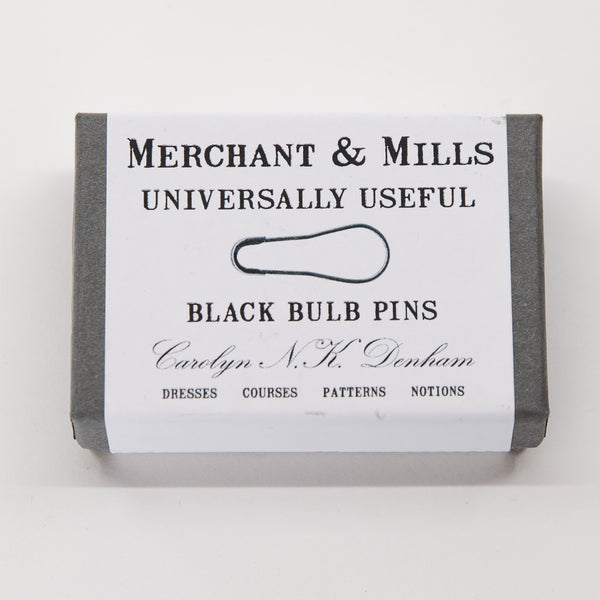 MERCHANT & MILLS
UNIVERSALLY USEFUL
BLACK BULB PINS
Carolyn N.K. Denham
DRESSES COURSES PATTERNS NOTIONS